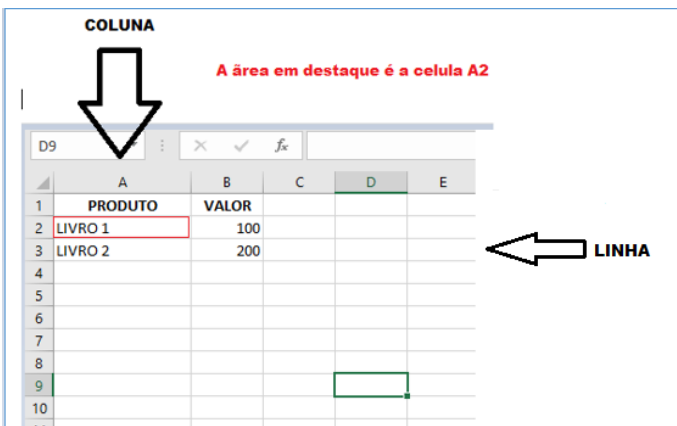 COLUNA
A ãrea em destaque é a celula A2
D9 fx
A B C D E
1 PRODUTO VALOR
2 LIVRO 1 100
3 LIVRO 2 200
LINHA
4
5
6
7
8
9
10